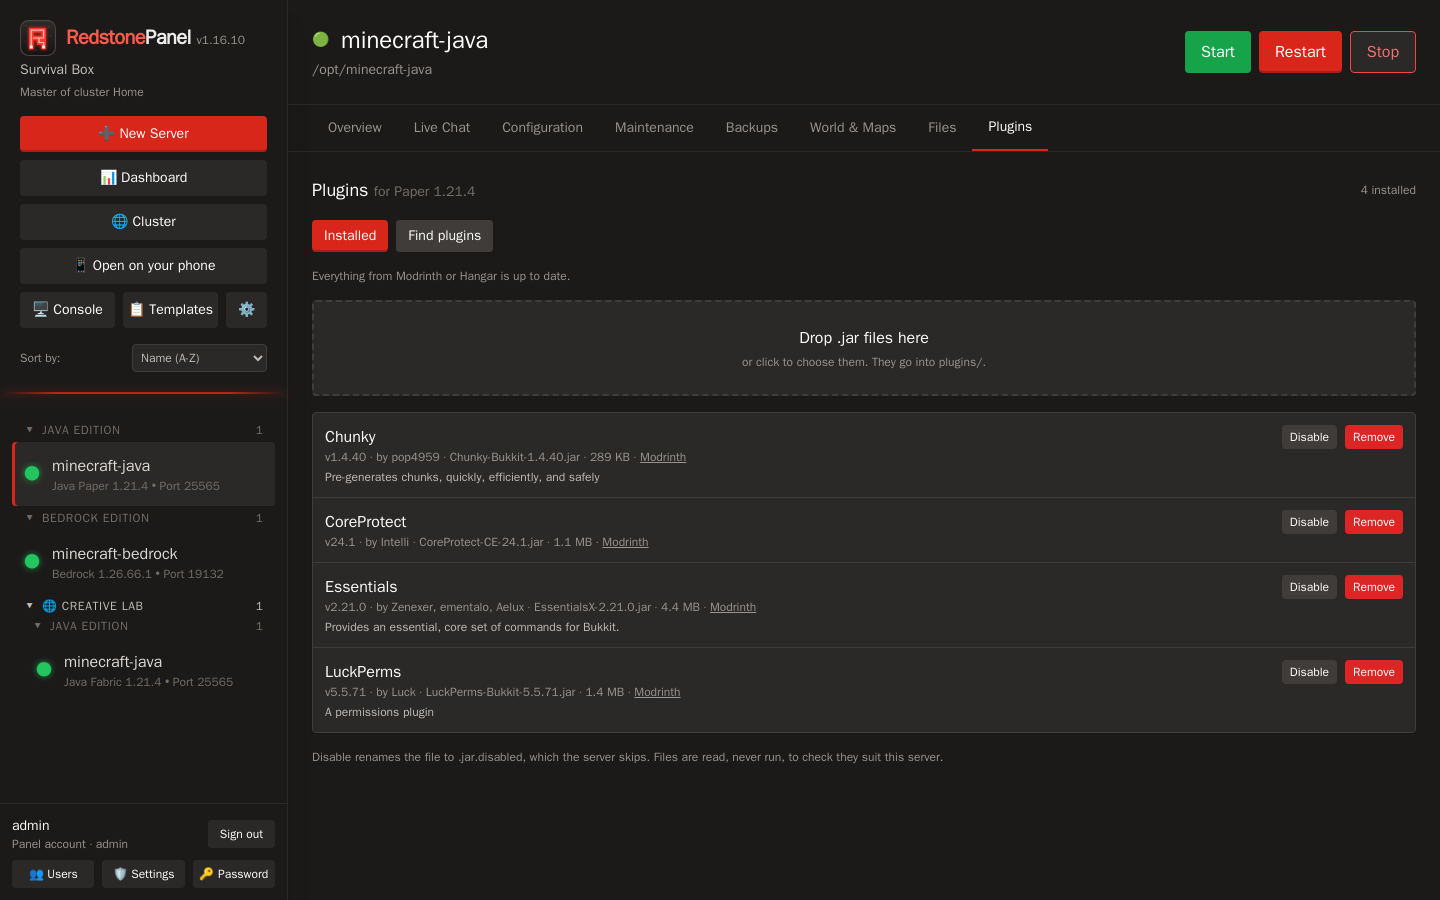 RedstonePanel v1.16.10
Survival Box
Master of cluster Home
➕ New Server
📊 Dashboard
🌐 Cluster
📱 Open on your phone
🖥️ Console 📋 Templates ⚙️
Sort by: Name (A-Z)
▼ JAVA EDITION 1
minecraft-java
Java Paper 1.21.4 • Port 25565
▼ BEDROCK EDITION 1
minecraft-bedrock
Bedrock 1.26.66.1 • Port 19132
▼ 🌐 CREATIVE LAB 1
▼ JAVA EDITION 1
minecraft-java
Java Fabric 1.21.4 • Port 25565
admin
Panel account · admin
Sign out
👥 Users 🛡️ Settings 🔑 Password
minecraft-java
/opt/minecraft-java
Start Restart Stop
Overview Live Chat Configuration Maintenance Backups World & Maps Files Plugins
Plugins for Paper 1.21.4
4 installed
Installed Find plugins
Everything from Modrinth or Hangar is up to date.
Drop .jar files here
or click to choose them. They go into plugins/.
Chunky
v1.4.40 · by pop4959 · Chunky-Bukkit-1.4.40.jar · 289 KB · Modrinth
Pre-generates chunks, quickly, efficiently, and safely
Disable Remove
CoreProtect
v24.1 · by Intelli · CoreProtect-CE-24.1.jar · 1.1 MB · Modrinth
Disable Remove
Essentials
v2.21.0 · by Zenexer, ementalo, Aelux · EssentialsX-2.21.0.jar · 4.4 MB · Modrinth
Provides an essential, core set of commands for Bukkit.
Disable Remove
LuckPerms
v5.5.71 · by Luck · LuckPerms-Bukkit-5.5.71.jar · 1.4 MB · Modrinth
A permissions plugin
Disable Remove
Disable renames the file to .jar.disabled, which the server skips. Files are read, never run, to check they suit this server.